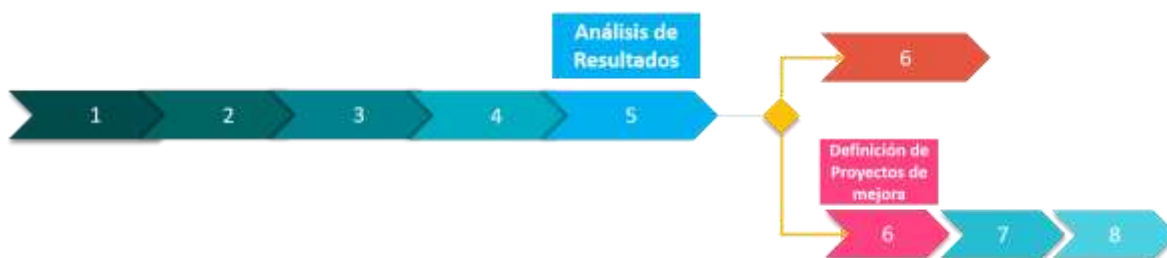 Análisis de
Resultados
6
1 2 3 4 5
Definición de
Proyectos de
mejora
6 7 8